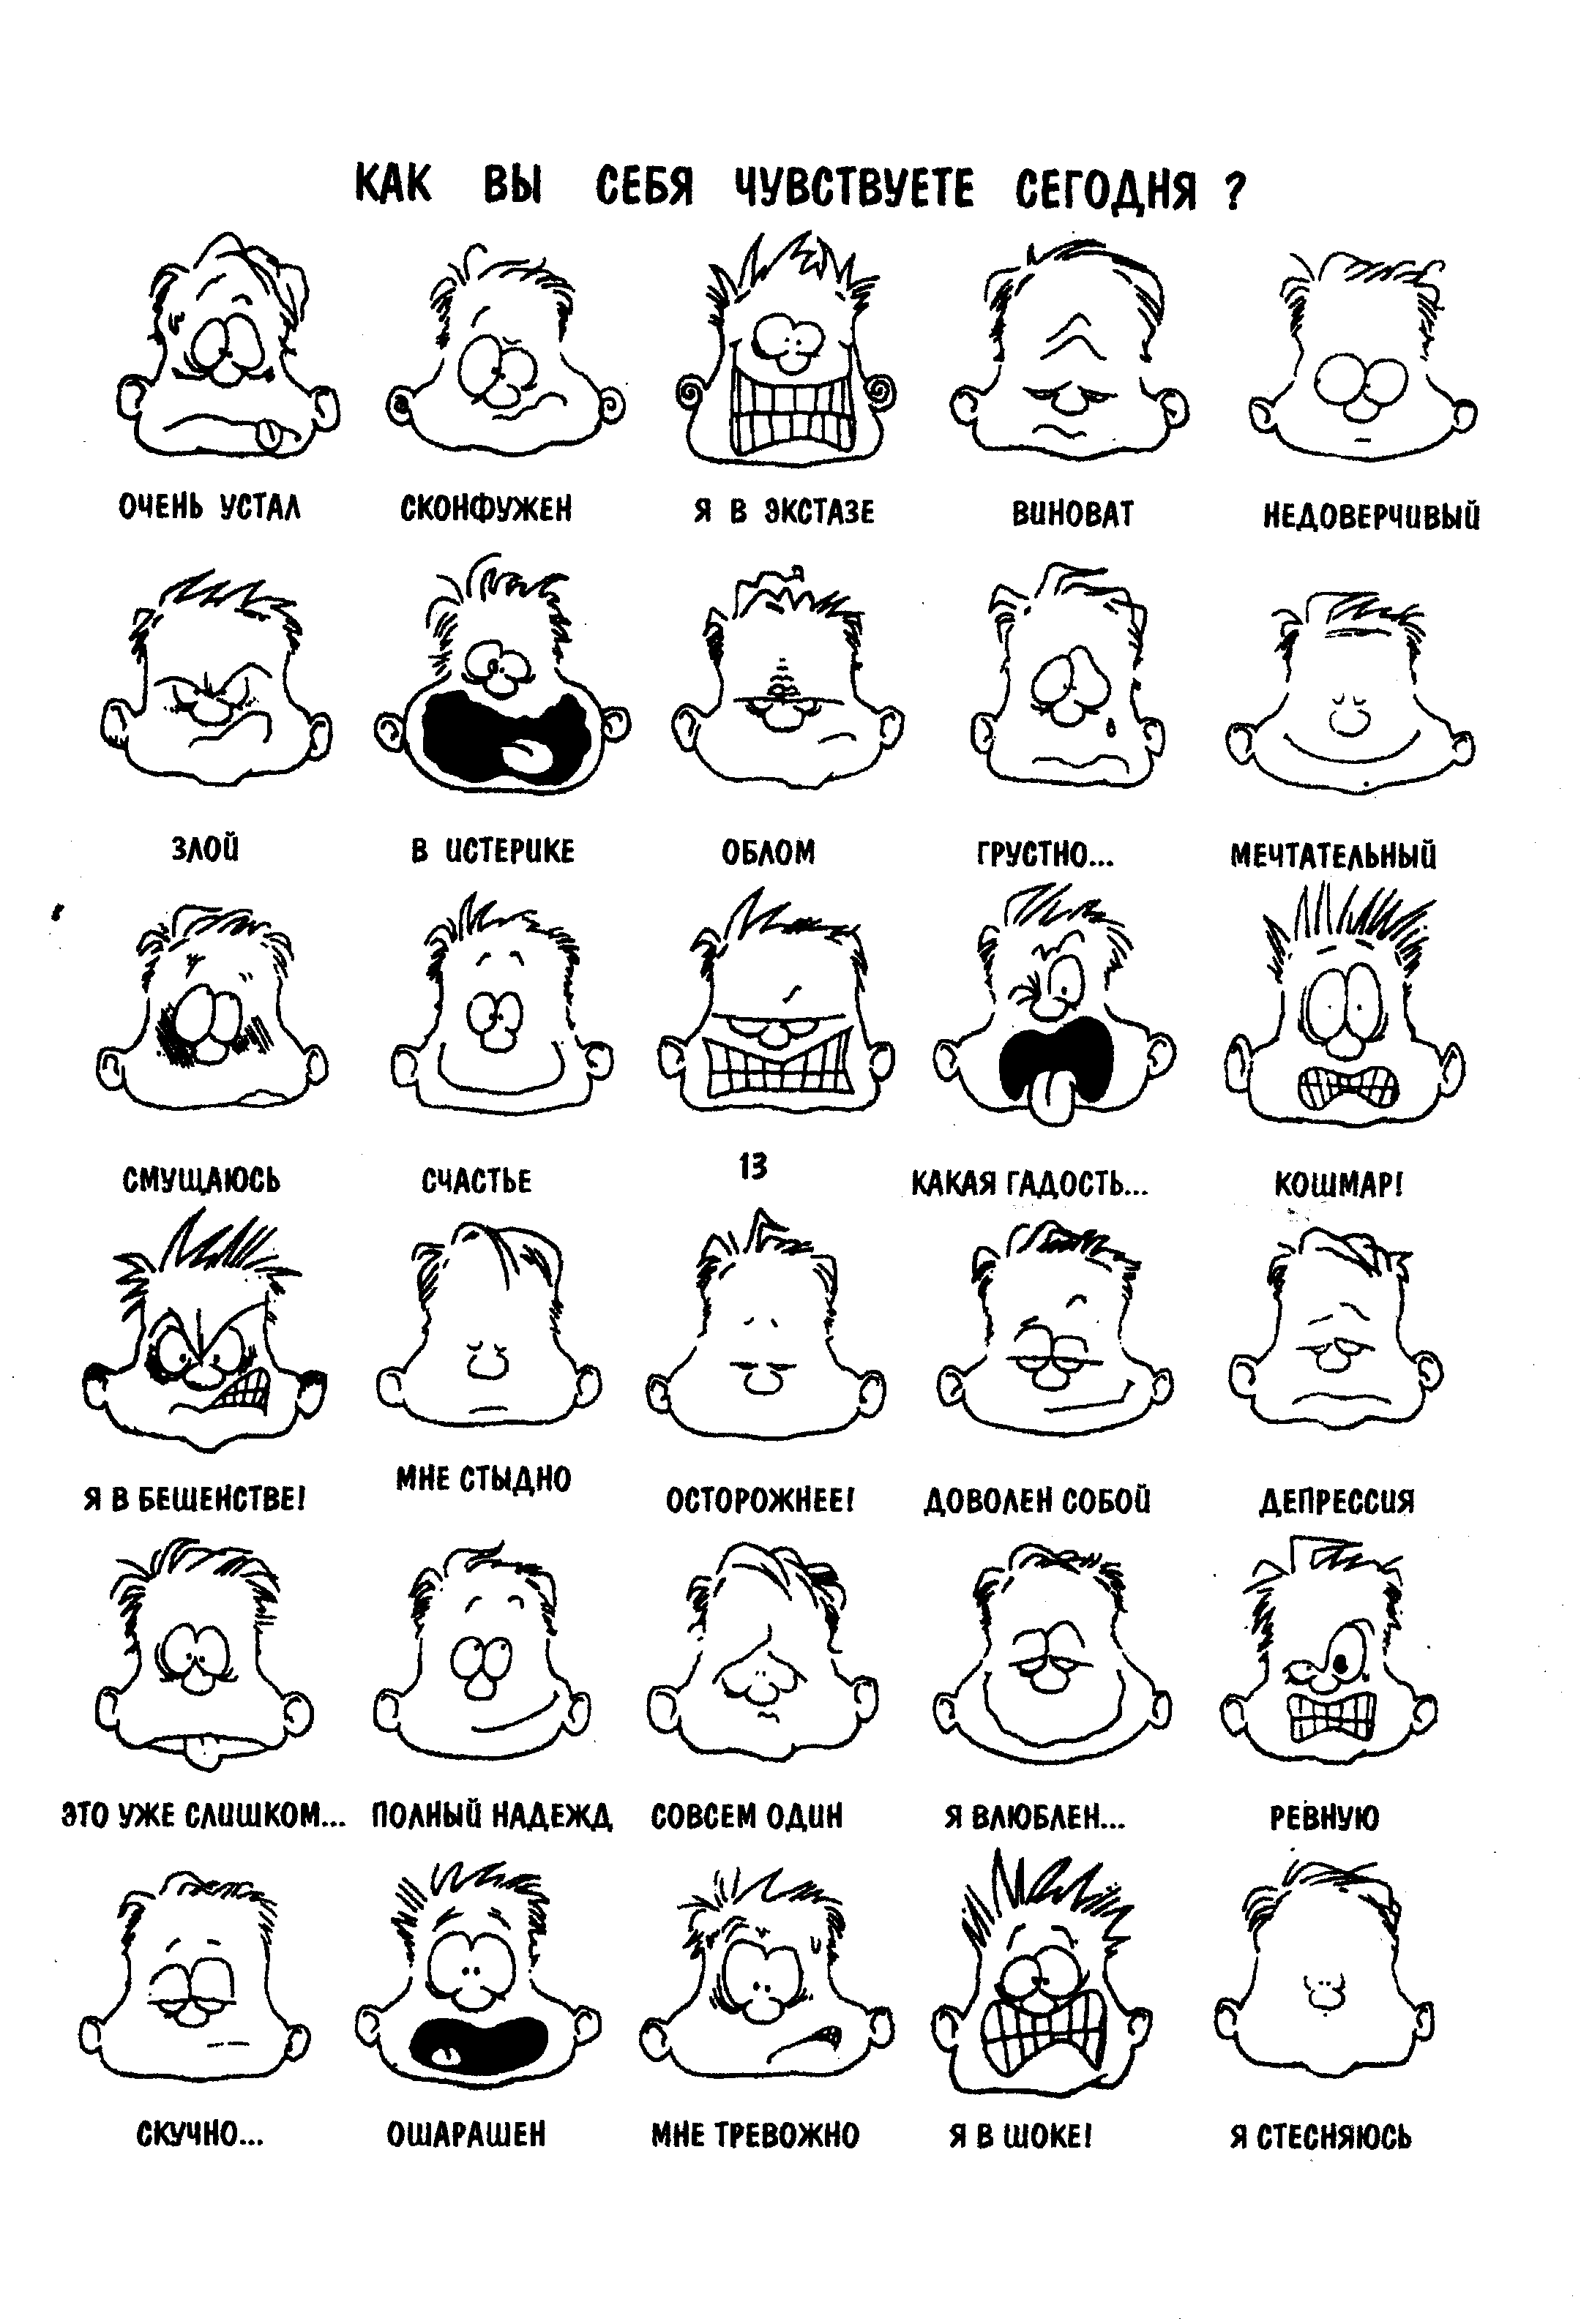 КАК ВЫ СЕБЯ ЧУВСТВУЕТЕ СЕГОДНЯ ?
ОЧЕНЬ УСТАЛ СКОНФУЖЕН Я В ЭКСТАЗЕ ВИНОВАТ НЕДОВЕРЧИВЫЙ
ЗЛОЙ В ИСТЕРИКЕ ОБЛОМ ГРУСТНО... МЕЧТАТЕЛЬНЫЙ
СМУЩАЮСЬ СЧАСТЬЕ 13 КАКАЯ ГАДОСТЬ... КОШМАР!
Я В БЕШЕНСТВЕ! МНЕ СТЫДНО ОСТОРОЖНЕЕ! ДОВОЛЕН СОБОЙ ДЕПРЕССИЯ
ЭТО УЖЕ СЛИШКОМ... ПОЛНЫЙ НАДЕЖД СОВСЕМ ОДИН Я ВЛЮБЛЕН... РЕВНУЮ
СКУЧНО... ОШАРАШЕН МНЕ ТРЕВОЖНО Я В ШОКЕ! Я СТЕСНЯЮСЬ